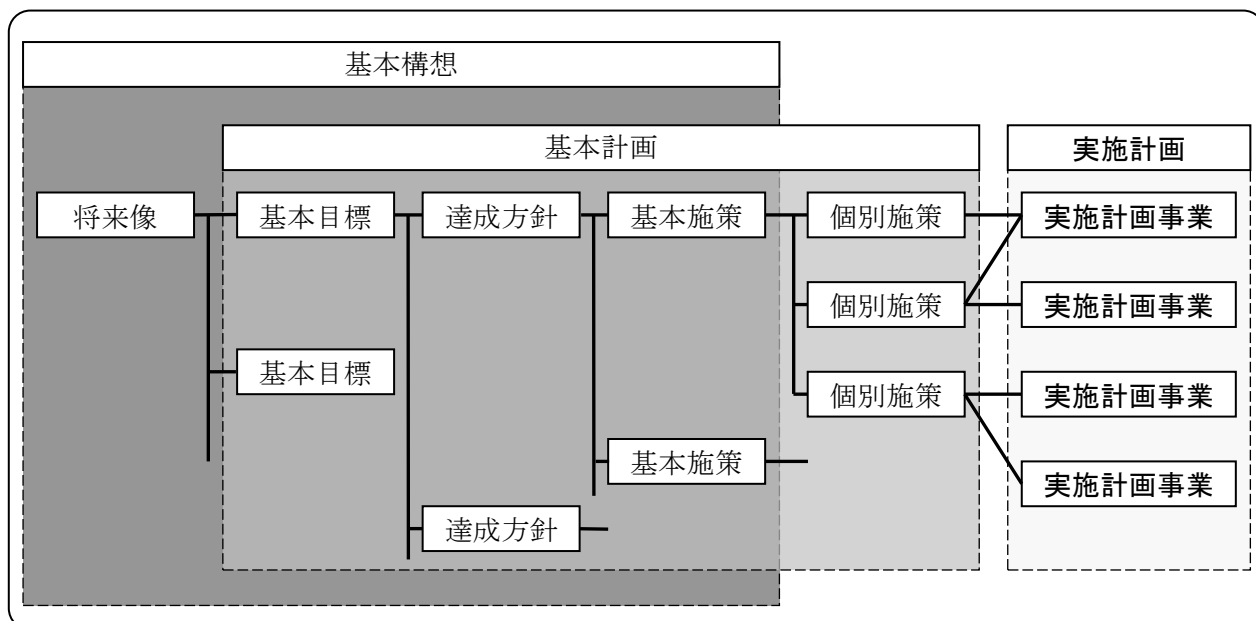 基本構想
基本計画
実施計画
将来像
基本目標
達成方針
基本施策
個別施策
実施計画事業
個別施策
実施計画事業
基本目標
個別施策
実施計画事業
基本施策
実施計画事業
達成方針